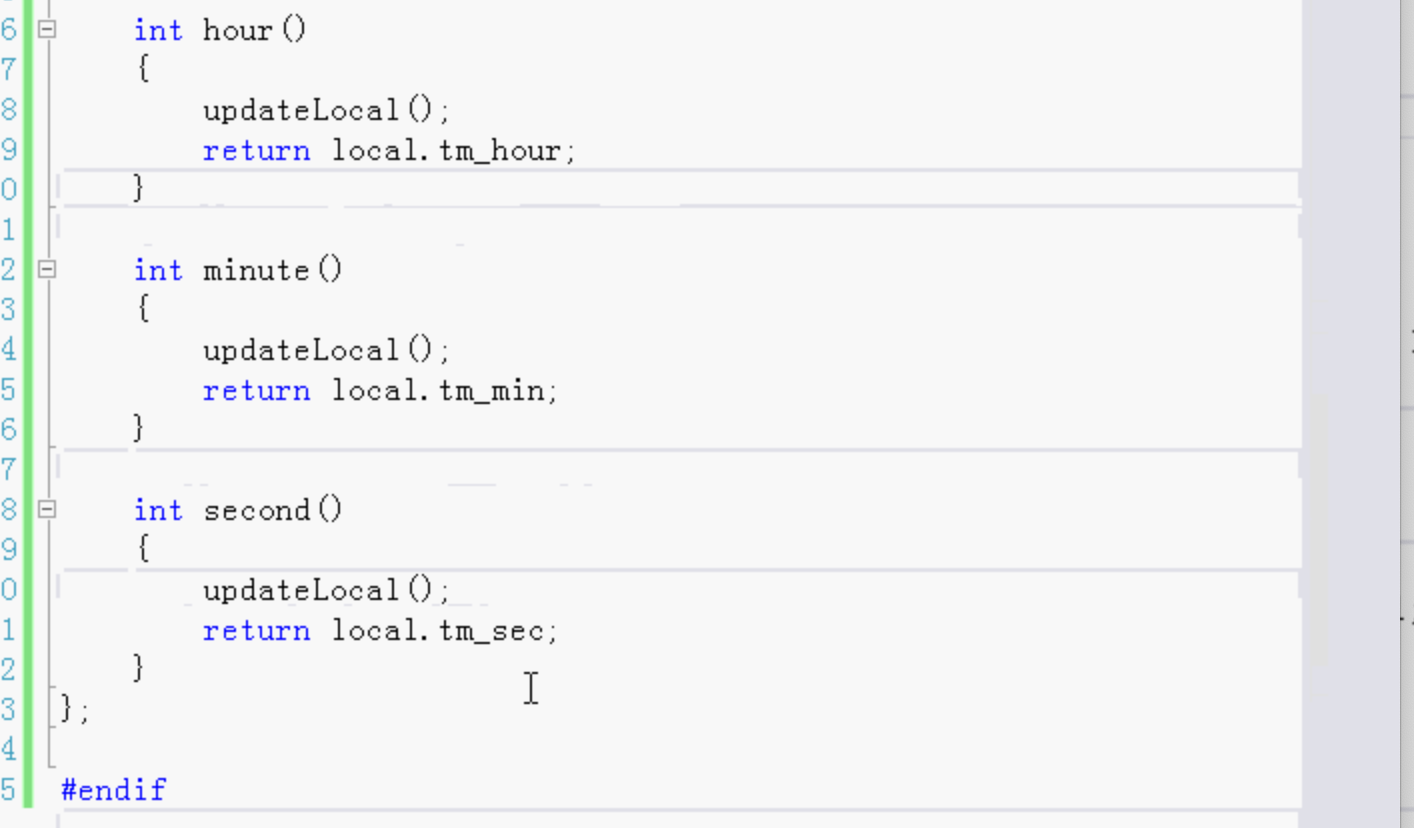 6 int hour()
7 {
8 updateLocal();
9 return local.tm_hour;
0 }
1
2 int minute()
3 {
4 updateLocal();
5 return local.tm_min;
6 }
7
8 int second()
9 {
0 updateLocal();
1 return local.tm_sec;
2 }
3 };
4
5 #endif